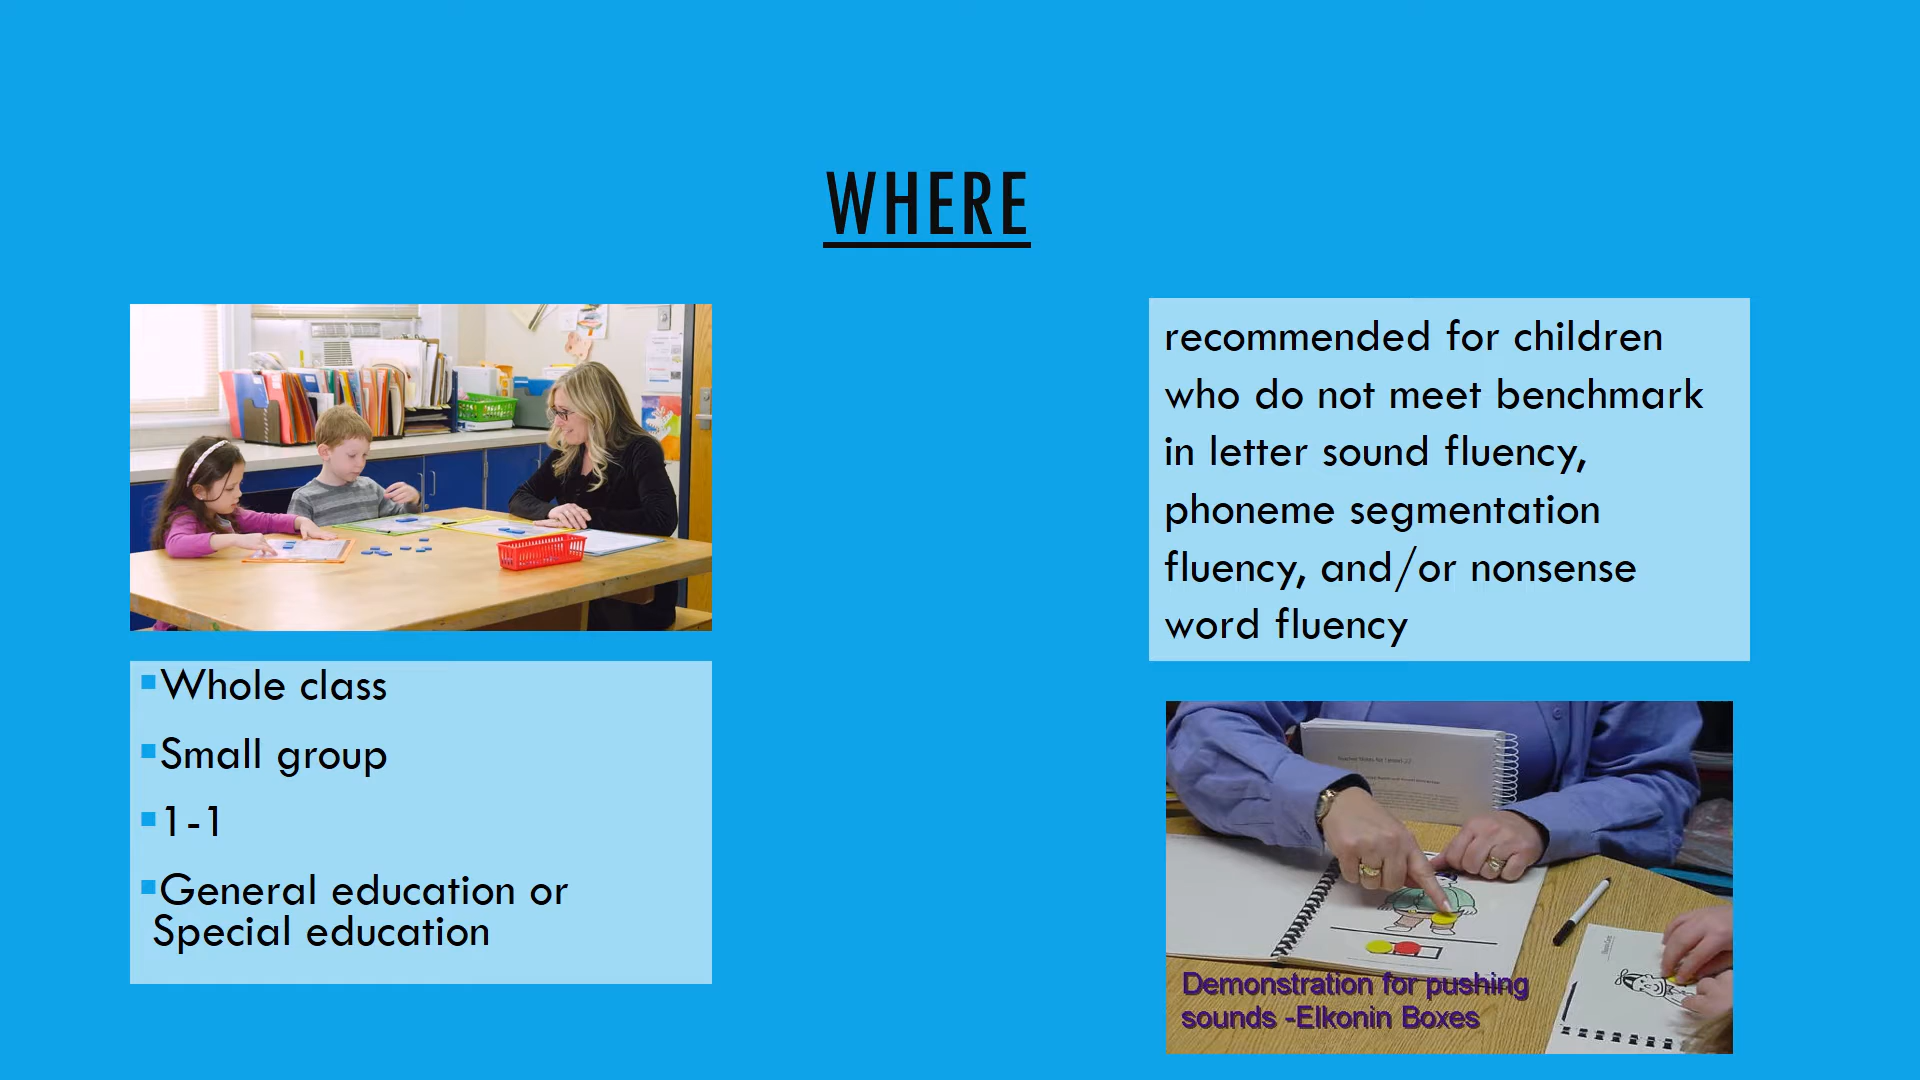 WHERE
recommended for children
who do not meet benchmark
in letter sound fluency,
phoneme segmentation
fluency, and/or nonsense
word fluency
Whole class
Small group
1-1
General education or
Special education
Demonstration for pushing
sounds -Elkonin Boxes